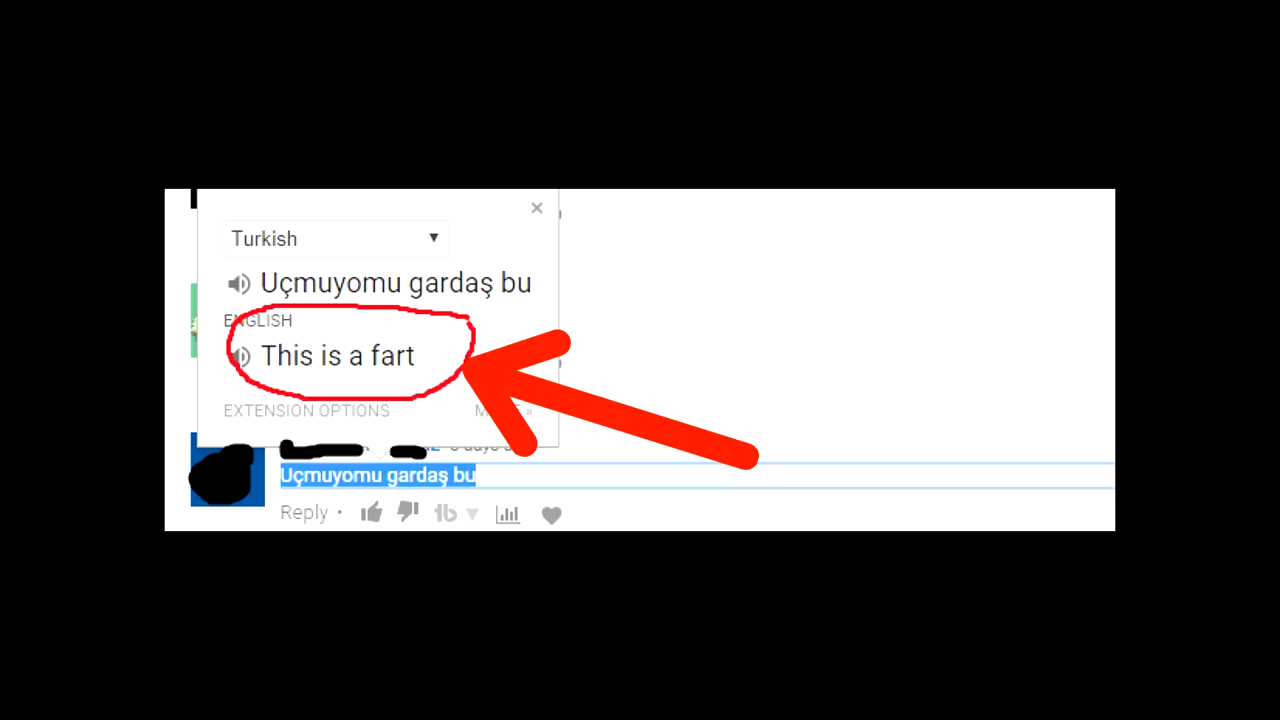 Turkish
Uçmuyomu gardaş bu
ENGLISH
This is a fart
EXTENSION OPTIONS
Uçmuyomu gardaş bu
Reply •